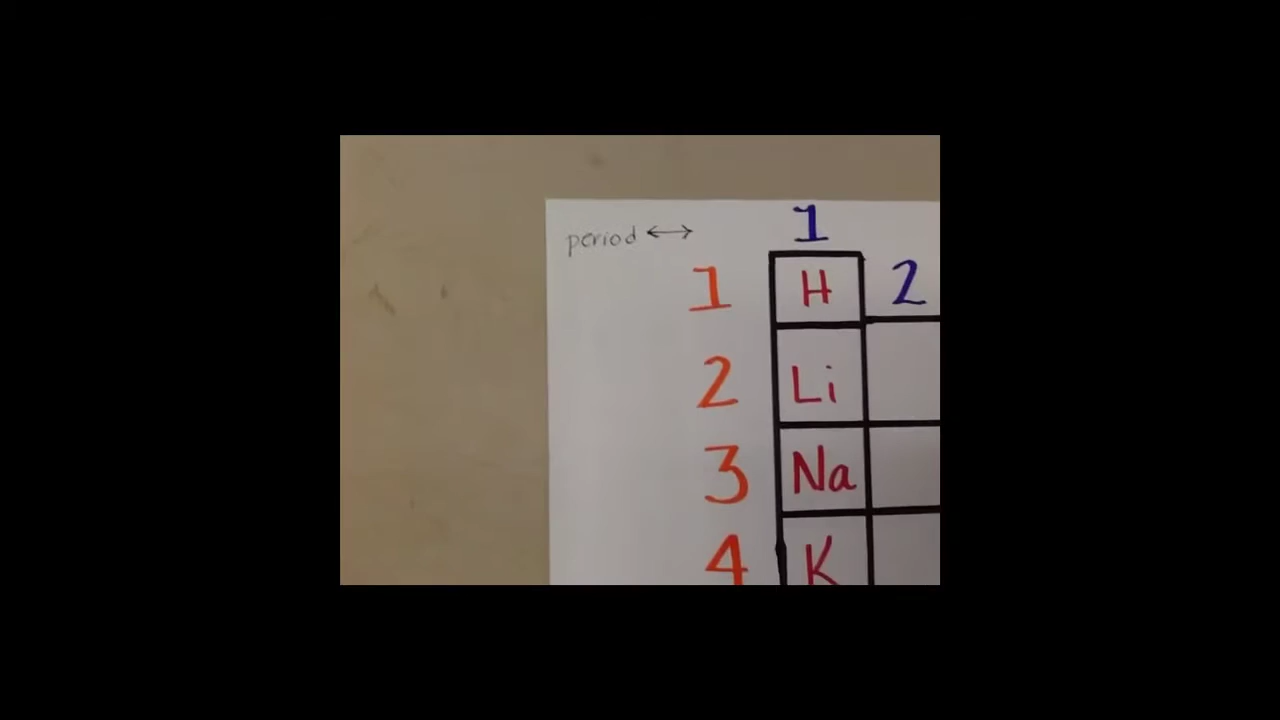 period ↔
1
1 H 2
2 Li
3 Na
4 K